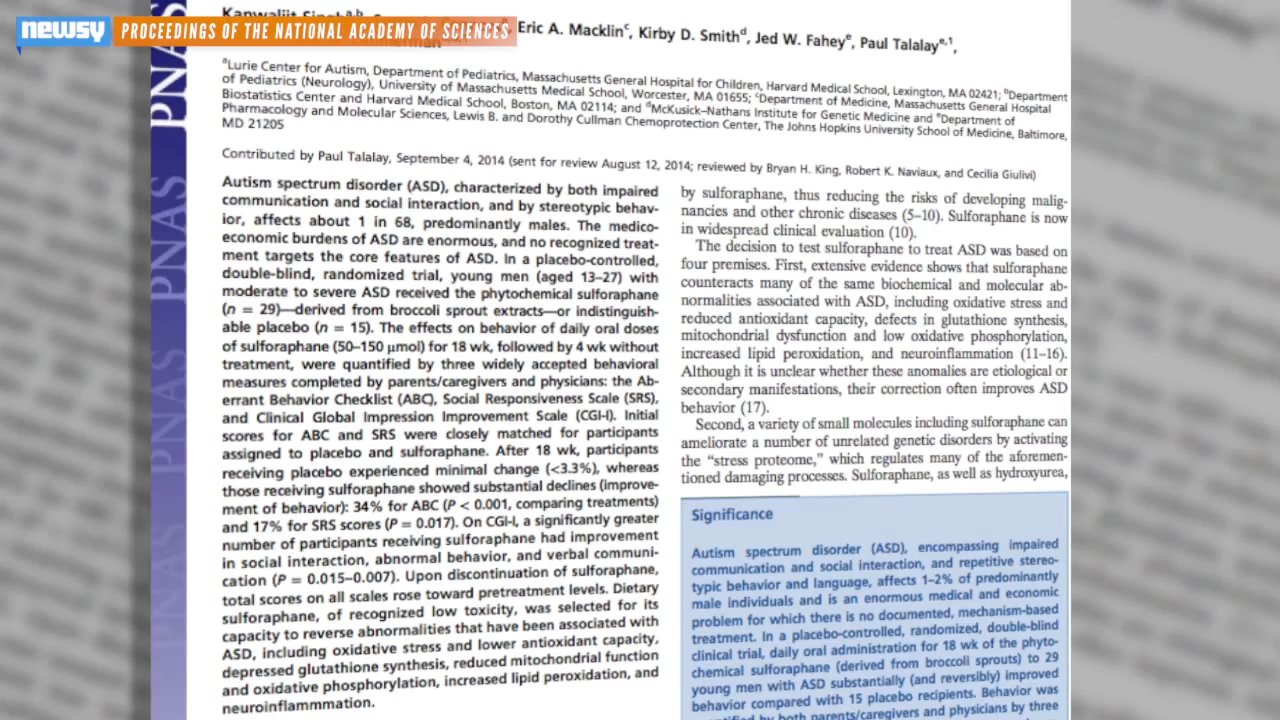 newsy PROCEEDINGS OF THE NATIONAL ACADEMY OF SCIENCES
Eric A. Macklinᶜ, Kirby D. Smithᵈ, Jed W. Faheyᵉ, Paul Talalayᵉ,¹,
ᵃLurie Center for Autism, Department of Pediatrics, Massachusetts General Hospital for Children, Harvard Medical School, Lexington, MA 02421; ᵇDepartment
of Pediatrics (Neurology), University of Massachusetts Medical School, Worcester, MA 01655; ᶜDepartment of Medicine, Massachusetts General Hospital
Biostatistics Center and Harvard Medical School, Boston, MA 02114; and ᵈMcKusick–Nathans Institute for Genetic Medicine and ᵉDepartment of
Pharmacology and Molecular Sciences, Lewis B. and Dorothy Cullman Chemoprotection Center, The Johns Hopkins University School of Medicine, Baltimore,
MD 21205
Contributed by Paul Talalay, September 4, 2014 (sent for review August 12, 2014; reviewed by Bryan H. King, Robert K. Naviaux, and Cecilia Giulivi)
PNAS
PNAS
PNAS
PNAS
PNAS
Autism spectrum disorder (ASD), characterized by both impaired
communication and social interaction, and by stereotypic behav-
ior, affects about 1 in 68, predominantly males. The medico-
economic burdens of ASD are enormous, and no recognized treat-
ment targets the core features of ASD. In a placebo-controlled,
double-blind, randomized trial, young men (aged 13–27) with
moderate to severe ASD received the phytochemical sulforaphane
(n = 29)—derived from broccoli sprout extracts—or indistinguish-
able placebo (n = 15). The effects on behavior of daily oral doses
of sulforaphane (50–150 μmol) for 18 wk, followed by 4 wk without
treatment, were quantified by three widely accepted behavioral
measures completed by parents/caregivers and physicians: the Ab-
errant Behavior Checklist (ABC), Social Responsiveness Scale (SRS),
and Clinical Global Impression Improvement Scale (CGI-I). Initial
scores for ABC and SRS were closely matched for participants
assigned to placebo and sulforaphane. After 18 wk, participants
receiving placebo experienced minimal change (<3.3%), whereas
those receiving sulforaphane showed substantial declines (improve-
ment of behavior): 34% for ABC (P < 0.001, comparing treatments)
and 17% for SRS scores (P = 0.017). On CGI-I, a significantly greater
number of participants receiving sulforaphane had improvement
in social interaction, abnormal behavior, and verbal communi-
cation (P = 0.015–0.007). Upon discontinuation of sulforaphane,
total scores on all scales rose toward pretreatment levels. Dietary
sulforaphane, of recognized low toxicity, was selected for its
capacity to reverse abnormalities that have been associated with
ASD, including oxidative stress and lower antioxidant capacity,
depressed glutathione synthesis, reduced mitochondrial function
and oxidative phosphorylation, increased lipid peroxidation, and
neuroinflammmation.
by sulforaphane, thus reducing the risks of developing malig-
nancies and other chronic diseases (5–10). Sulforaphane is now
in widespread clinical evaluation (10).
The decision to test sulforaphane to treat ASD was based on
four premises. First, extensive evidence shows that sulforaphane
counteracts many of the same biochemical and molecular ab-
normalities associated with ASD, including oxidative stress and
reduced antioxidant capacity, defects in glutathione synthesis,
mitochondrial dysfunction and low oxidative phosphorylation,
increased lipid peroxidation, and neuroinflammation (11–16).
Although it is unclear whether these anomalies are etiological or
secondary manifestations, their correction often improves ASD
behavior (17).
Second, a variety of small molecules including sulforaphane can
ameliorate a number of unrelated genetic disorders by activating
the “stress proteome,” which regulates many of the aforemen-
tioned damaging processes. Sulforaphane, as well as hydroxyurea,
Significance
Autism spectrum disorder (ASD), encompassing impaired
communication and social interaction, and repetitive stereo-
typic behavior and language, affects 1–2% of predominantly
male individuals and is an enormous medical and economic
problem for which there is no documented, mechanism-based
treatment. In a placebo-controlled, randomized, double-blind
clinical trial, daily oral administration for 18 wk of the phyto-
chemical sulforaphane (derived from broccoli sprouts) to 29
young men with ASD substantially (and reversibly) improved
behavior compared with 15 placebo recipients. Behavior was
by both parents/caregivers and physicians by three